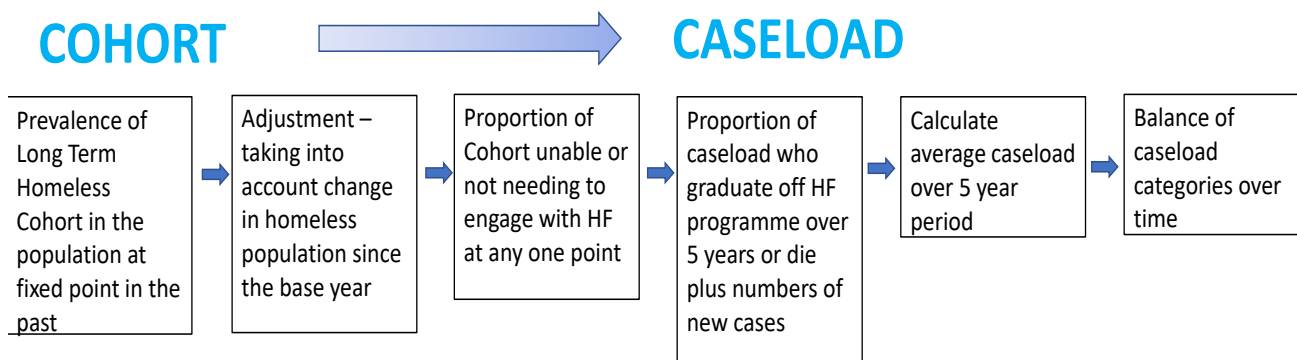 COHORT
CASELOAD
Prevalence of
Long Term
Homeless
Cohort in the
population at
fixed point in the
past
Adjustment –
taking into
account change
in homeless
population since
the base year
Proportion of
Cohort unable or
not needing to
engage with HF
at any one point
Proportion of
caseload who
graduate off HF
programme over
5 years or die
plus numbers of
new cases
Calculate
average caseload
over 5 year
period
Balance of
caseload
categories over
time